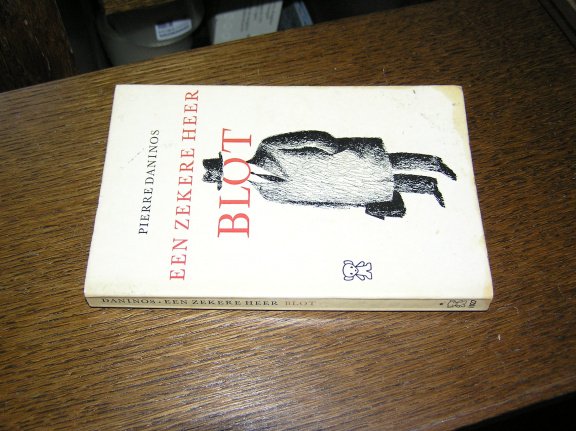 PIERRE DANINOS
EEN ZEKERE HEER
BLOT
DANINOS • EEN ZEKERE HEER BLOT